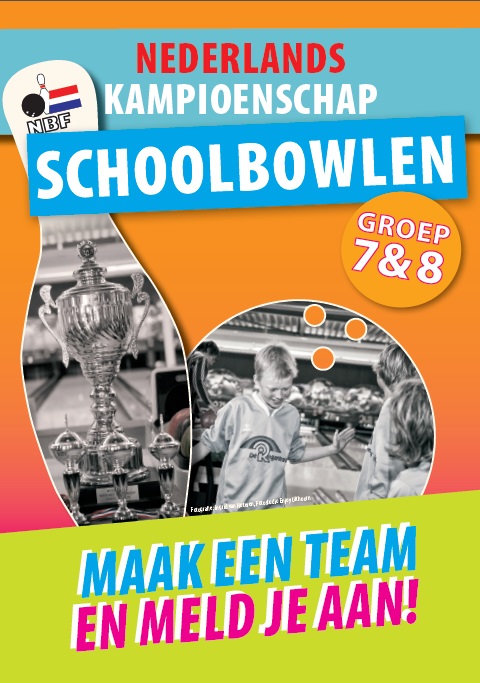 NEDERLANDS
KAMPIOENSCHAP
NBF
SCHOOLBOWLEN
GROEP
7&8
MAAK EEN TEAM
EN MELD JE AAN!